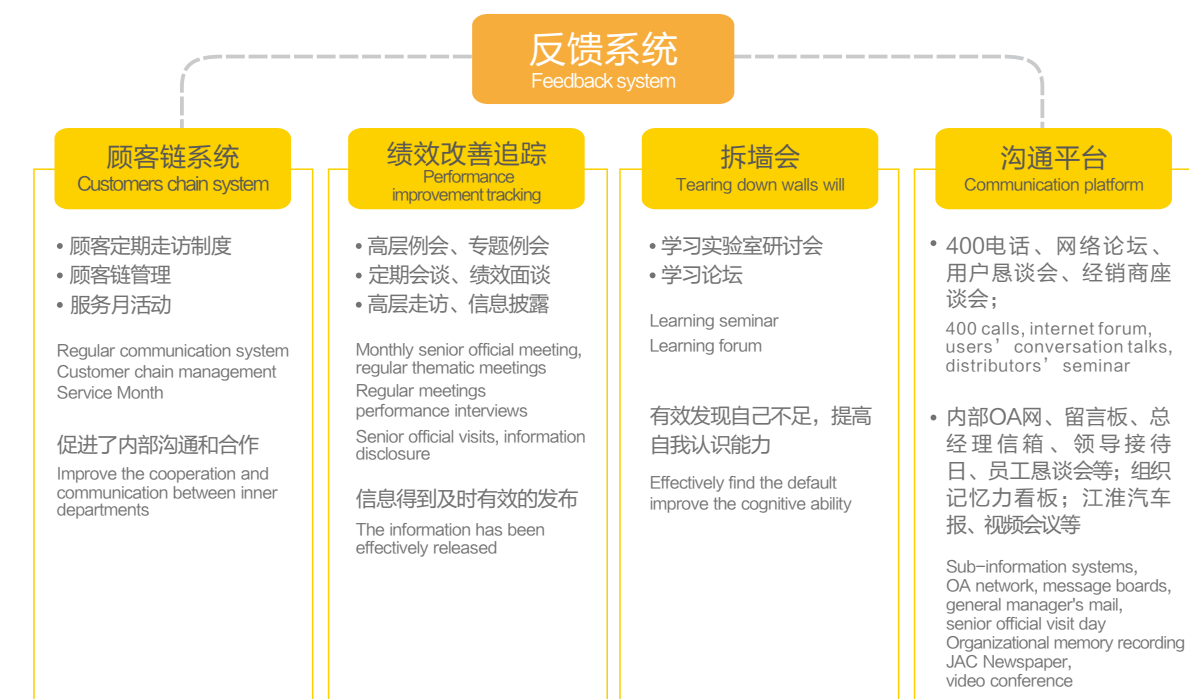 反馈系统
Feedback system
顾客链系统
Customers chain system
• 顾客定期走访制度
• 顾客链管理
• 服务月活动
Regular communication system
Customer chain management
Service Month
促进了内部沟通和合作
Improve the cooperation and
communication between inner
departments
绩效改善追踪
Performance
improvement tracking
• 高层例会、专题例会
• 定期会谈、绩效面谈
• 高层走访、信息披露
Monthly senior official meeting,
regular thematic meetings
Regular meetings
performance interviews
Senior official visits, information
disclosure
信息得到及时有效的发布
The information has been
effectively released
拆墙会
Tearing down walls will
• 学习实验室研讨会
• 学习论坛
Learning seminar
Learning forum
有效发现自己不足，提高
自我认识能力
Effectively find the default
improve the cognitive ability
沟通平台
Communication platform
• 400电话、网络论坛、
用户恳谈会、经销商座
谈会；
400 calls, internet forum,
users’ conversation talks,
distributors’ seminar
• 内部OA网、留言板、总
经理信箱、领导接待
日、员工恳谈会等；组织
记忆力看板；江淮汽车
报、视频会议等
Sub-information systems,
OA network, message boards,
general manager's mail,
senior official visit day
Organizational memory recording
JAC Newspaper,
video conference